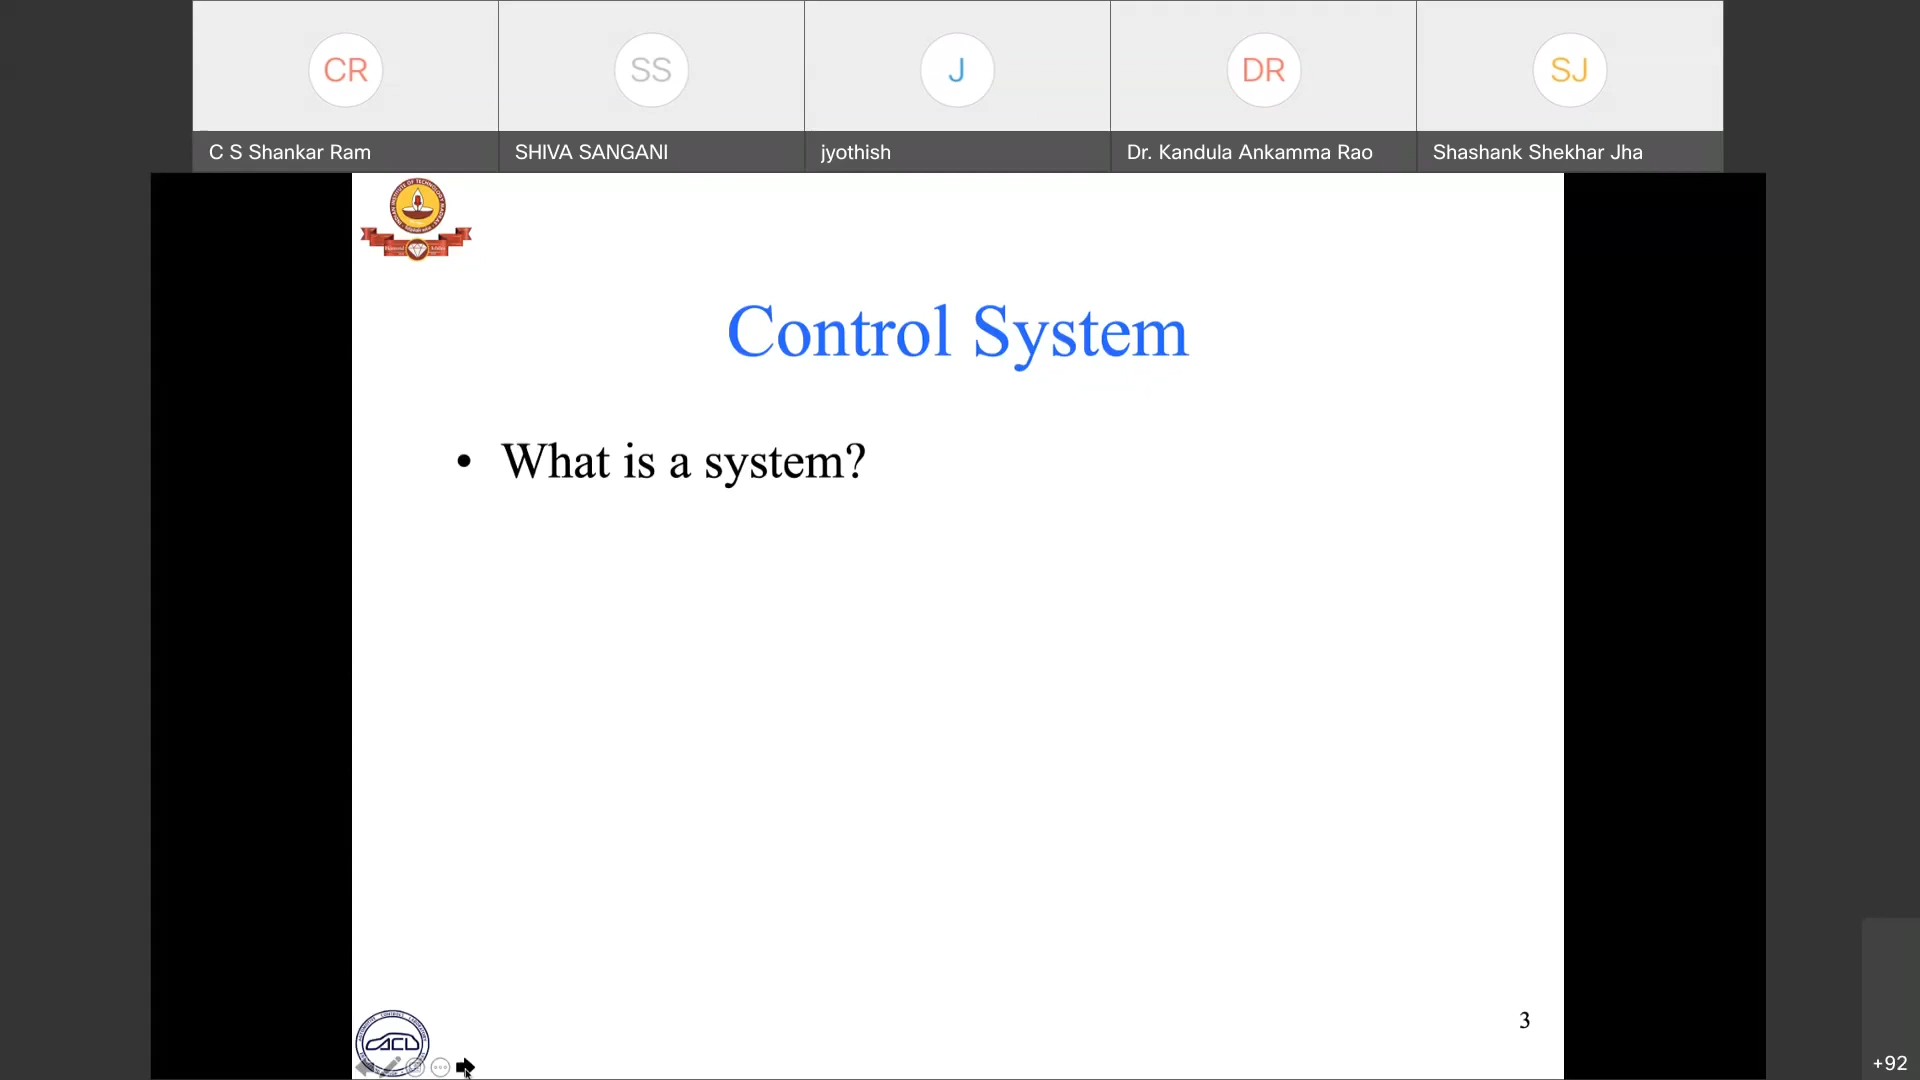 CR
SS
J
DR
SJ
C S Shankar Ram
SHIVA SANGANI
jyothish
Dr. Kandula Ankamma Rao
Shashank Shekhar Jha
Control System
• What is a system?
ACL
3
+92